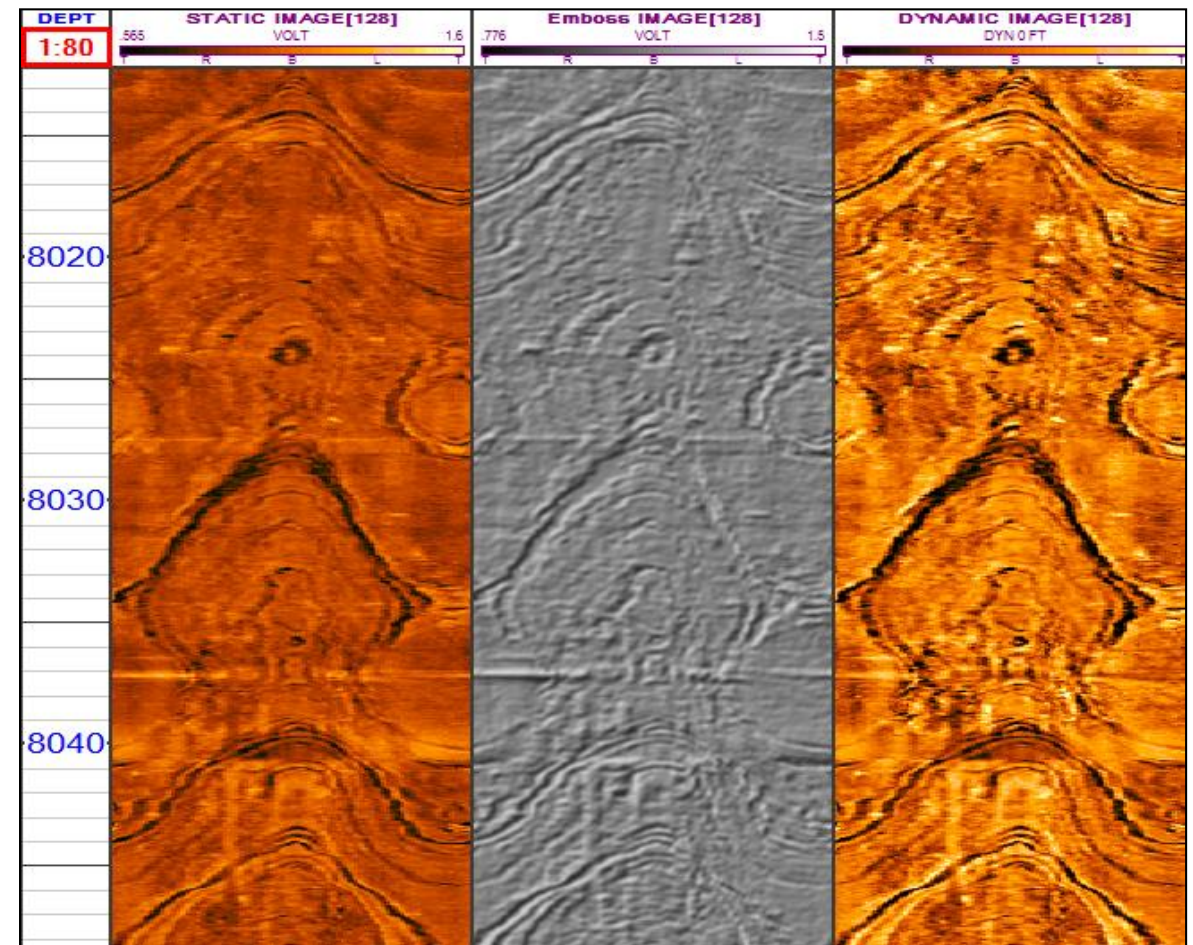 DEPT STATIC IMAGE[128] Emboss IMAGE[128] DYNAMIC IMAGE[128]
1:80 .565 VOLT 1.6 .776 VOLT 1.5 DYN 0 FT
T R B L T T R B L T T R B L T
8020
8030
8040